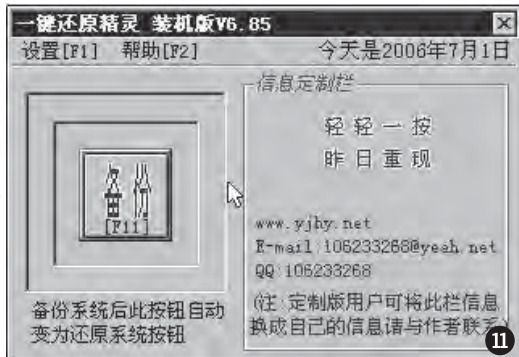 一键还原精灵 装机版V6.85
设置[F1] 帮助[F2] 今天是2006年7月1日
信息定制栏
轻轻一按
昨日重现
备份
[F11]
www.yjhy.net
E-mail:106233268@yeah.net
QQ:106233268
备份系统后此按钮自动
变为还原系统按钮
(注:定制版用户可将此栏信息
换成自己的信息请与作者联系)
11